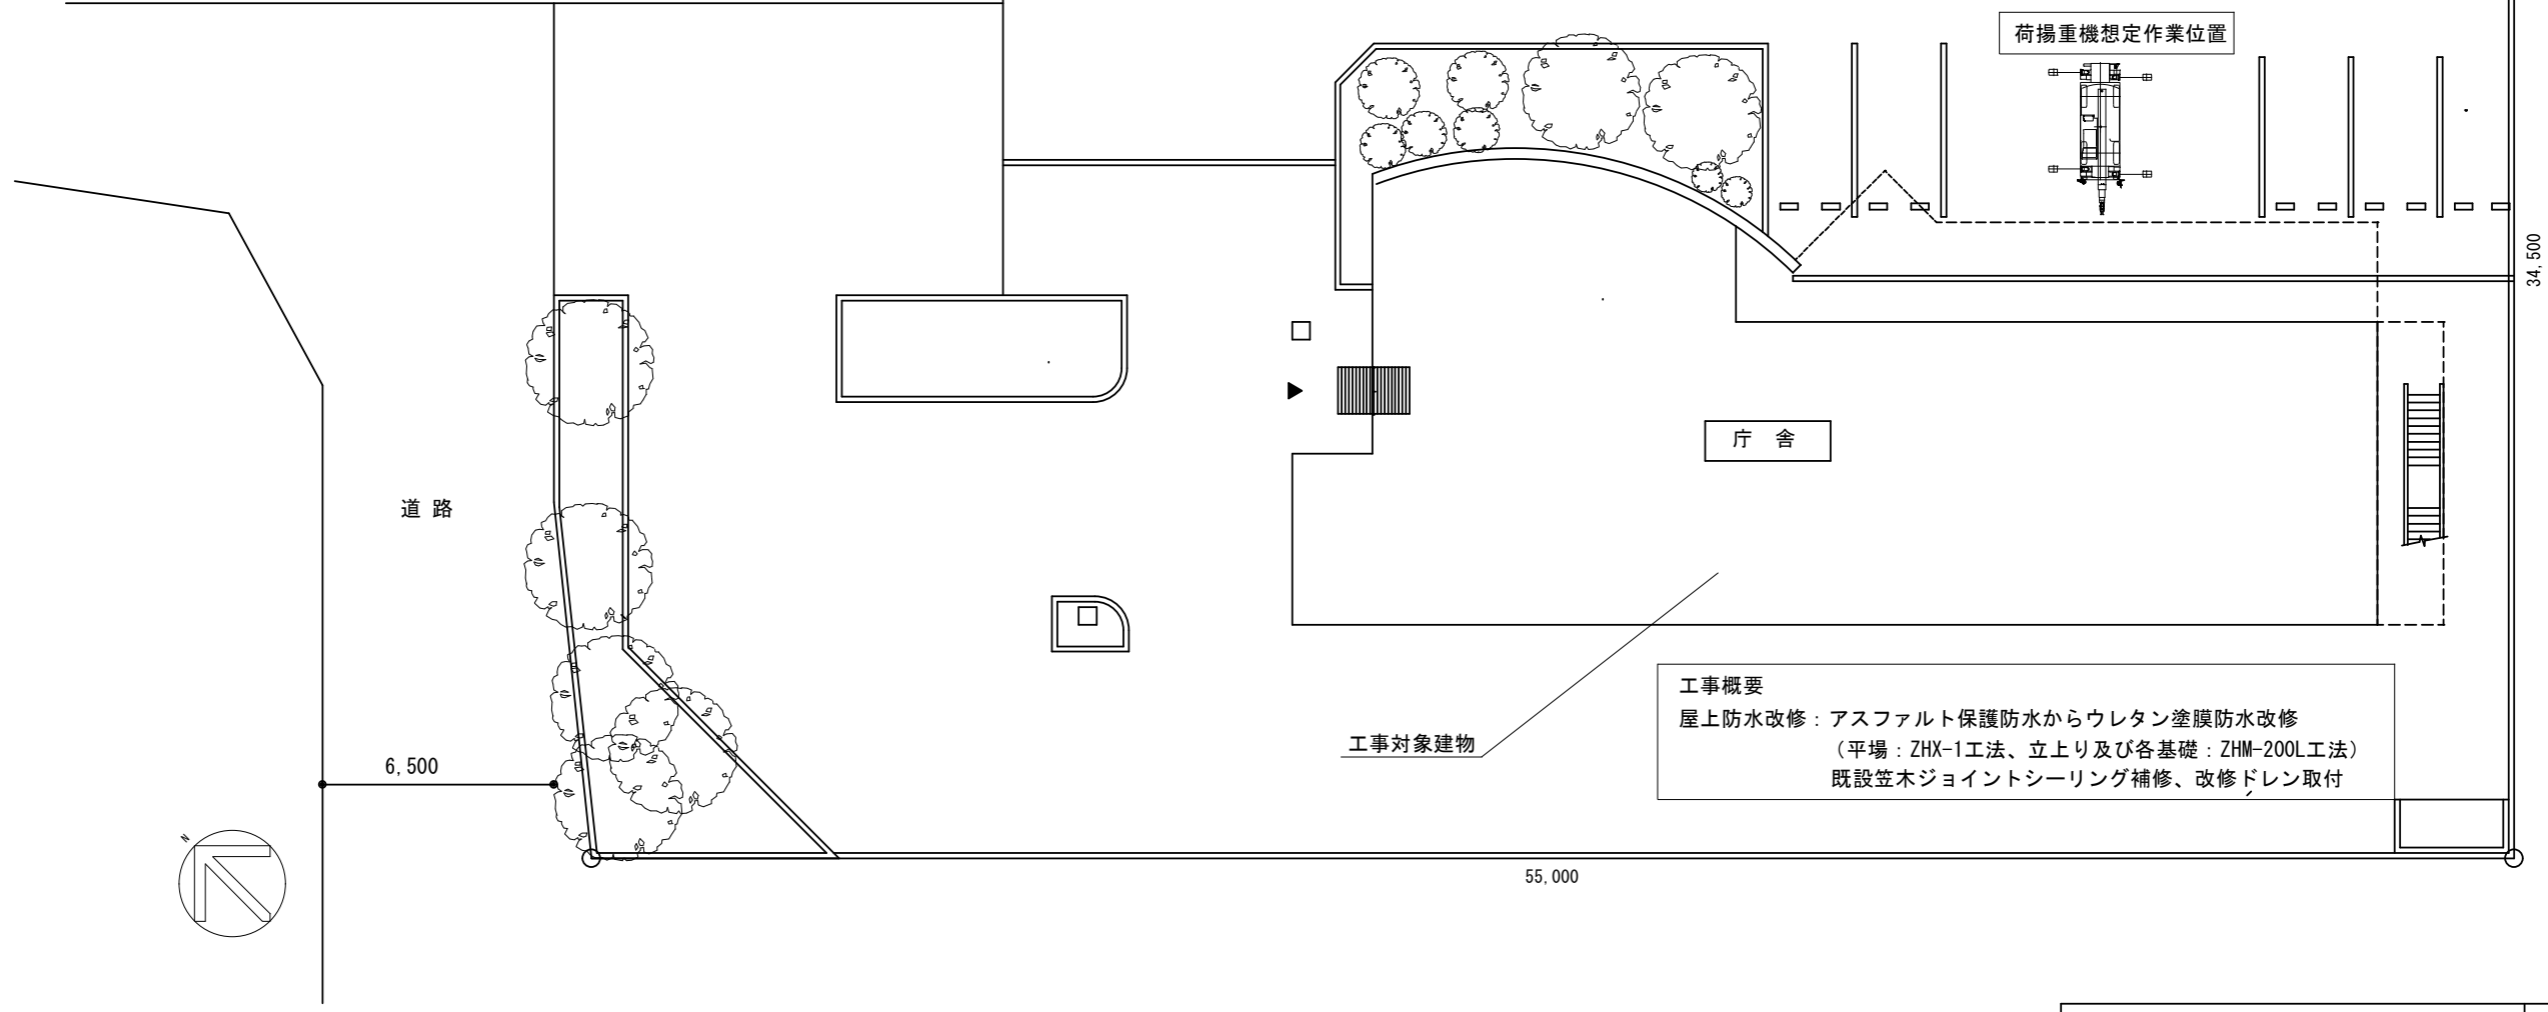 荷揚重機想定作業位置
34,500
庁 舎
道 路
工事概要
屋上防水改修：アスファルト保護防水からウレタン塗膜防水改修
（平場：ZHX-1工法、立上り及び各基礎：ZHM-200L工法）
既設笠木ジョイントシーリング補修、改修ドレン取付
工事対象建物
6,500
N
55,000